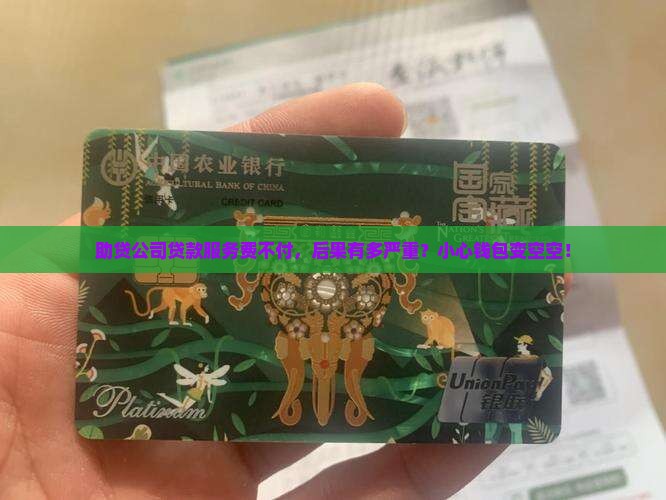 中国农业银行
AGRICULTURAL BANK OF CHINA
CREDIT CARD
国家
宝藏
THE NATION'S
助贷公司贷款服务费不付，后果有多严重？小心钱包变空空！
Platinum
UnionPay
银联